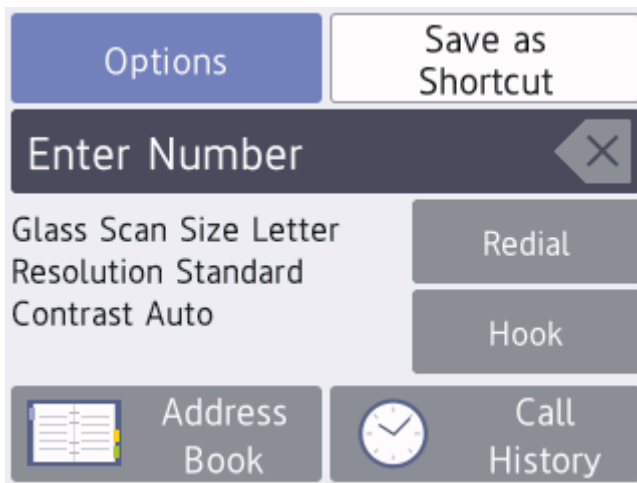 Options
Save as
Shortcut
Enter Number
Glass Scan Size Letter
Resolution Standard
Contrast Auto
Redial
Hook
Address
Book
Call
History